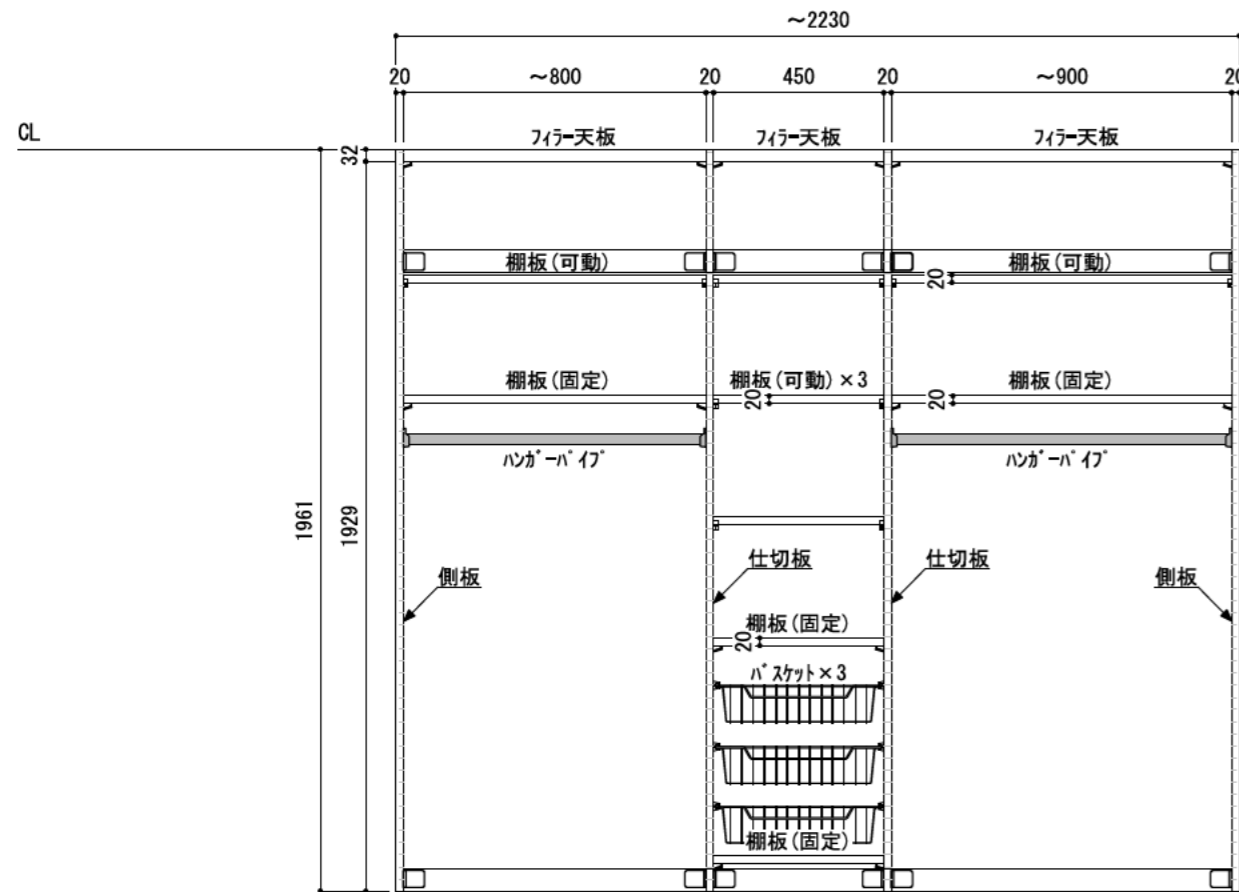 ～2230
20
～800
20
450
20
～900
20
CL
フィラー天板
フィラー天板
フィラー天板
32
棚板(可動)
棚板(可動)
20
棚板(固定)
棚板(可動)×3
棚板(固定)
20
20
ハンガーパイプ
ハンガーパイプ
1961
1929
側板
仕切板
仕切板
側板
棚板(固定)
20
バスケット×3
棚板(固定)